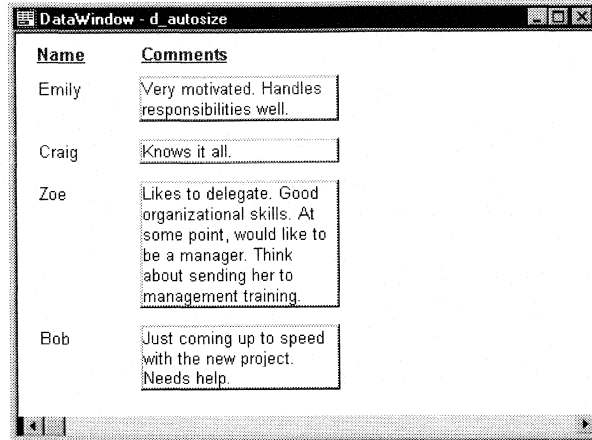 DataWindow - d_autosize
Name Comments
Emily Very motivated. Handles
responsibilities well.
Craig Knows it all.
Zoe Likes to delegate. Good
organizational skills. At
some point, would like to
be a manager. Think
about sending her to
management training.
Bob Just coming up to speed
with the new project.
Needs help.